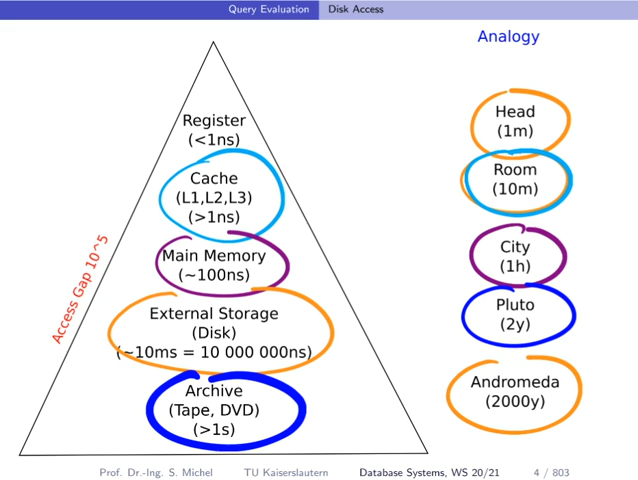 Query Evaluation Disk Access
Analogy
Register
(<1ns)
Cache
(L1,L2,L3)
(>1ns)
Main Memory
(~100ns)
External Storage
(Disk)
(~10ms = 10 000 000ns)
Archive
(Tape, DVD)
(>1s)
Access Gap 10^5
Head
(1m)
Room
(10m)
City
(1h)
Pluto
(2y)
Andromeda
(2000y)
Prof. Dr.-Ing. S. Michel TU Kaiserslautern Database Systems, WS 20/21 4 / 803